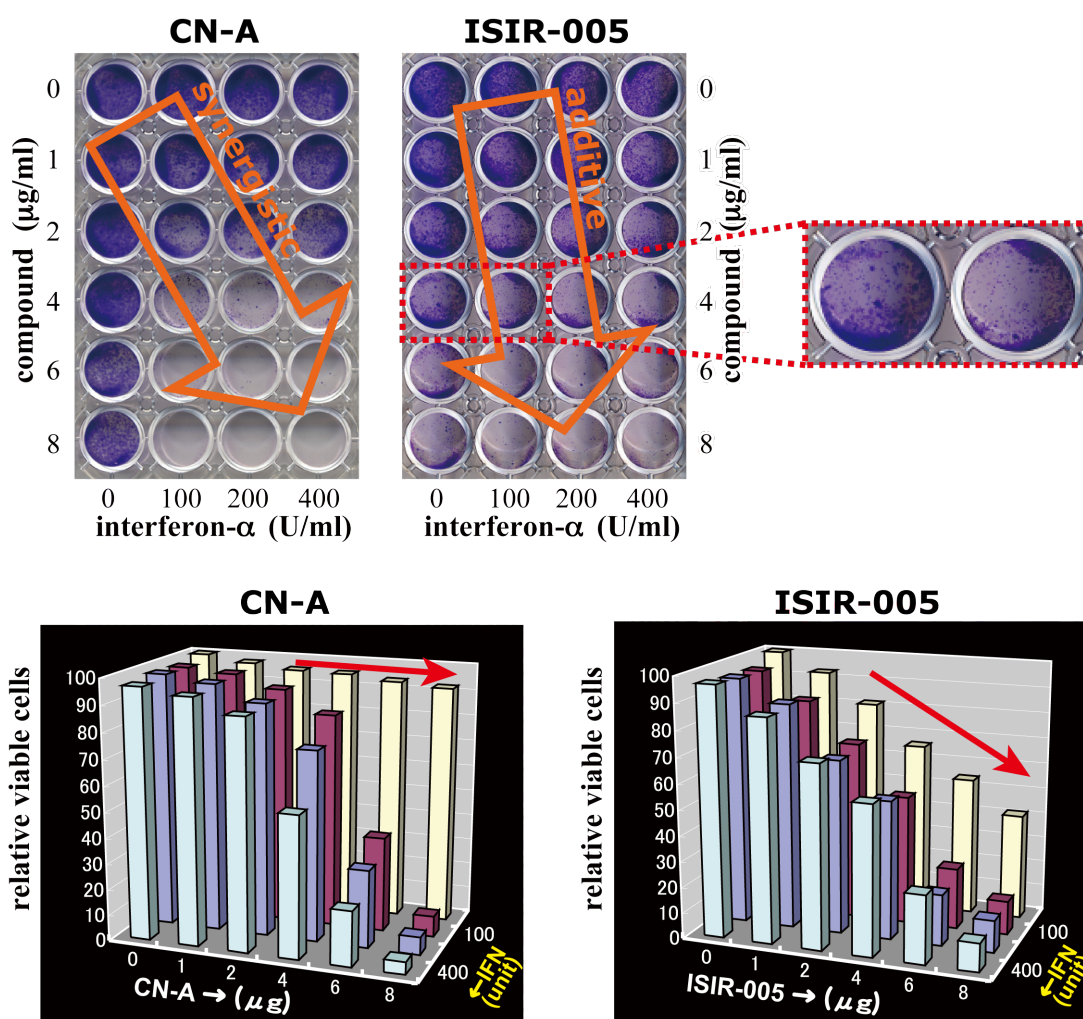 CN-A
ISIR-005
synergistic
additive
compound (μg/ml)
0
1
2
4
6
8
0
1
2
4
6
8
compound (μg/ml)
0 100 200 400
interferon-α (U/ml)
0 100 200 400
interferon-α (U/ml)
CN-A
relative viable cells
100
90
80
70
60
50
40
30
20
10
0
0 1 2 4 6 8
CN-A → (μg)
100
400
←IFN
(unit)
ISIR-005
relative viable cells
100
90
80
70
60
50
40
30
20
10
0
0 1 2 4 6 8
ISIR-005 → (μg)
100
400
←IFN
(unit)